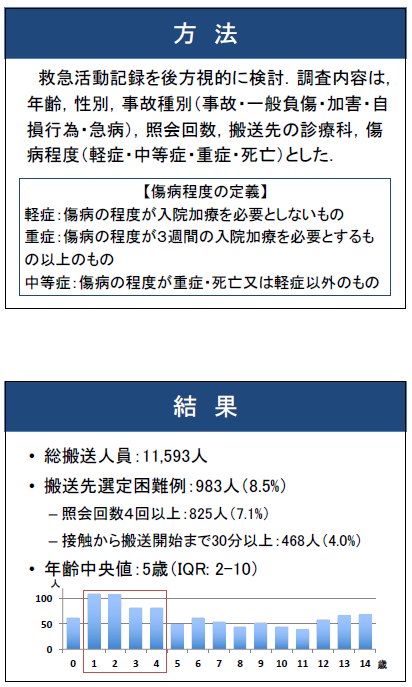 方 法
救急活動記録を後方視的に検討．調査内容は，
年齢，性別，事故種別（事故・一般負傷・加害・自
損行為・急病），照会回数，搬送先の診療科，傷
病程度（軽症・中等症・重症・死亡）とした．
【傷病程度の定義】
軽症：傷病の程度が入院加療を必要としないもの
重症：傷病の程度が３週間の入院加療を必要とするも
の以上のもの
中等症：傷病の程度が重症・死亡又は軽症以外のもの
結 果
• 総搬送人員：11,593人
• 搬送先選定困難例：983人（8.5%）
– 照会回数４回以上：825人（7.1%）
– 接触から搬送開始まで30分以上：468人（4.0%）
• 年齢中央値：5歳（IQR: 2-10）
人
100
50
0
0 1 2 3 4 5 6 7 8 9 10 11 12 13 14 歳